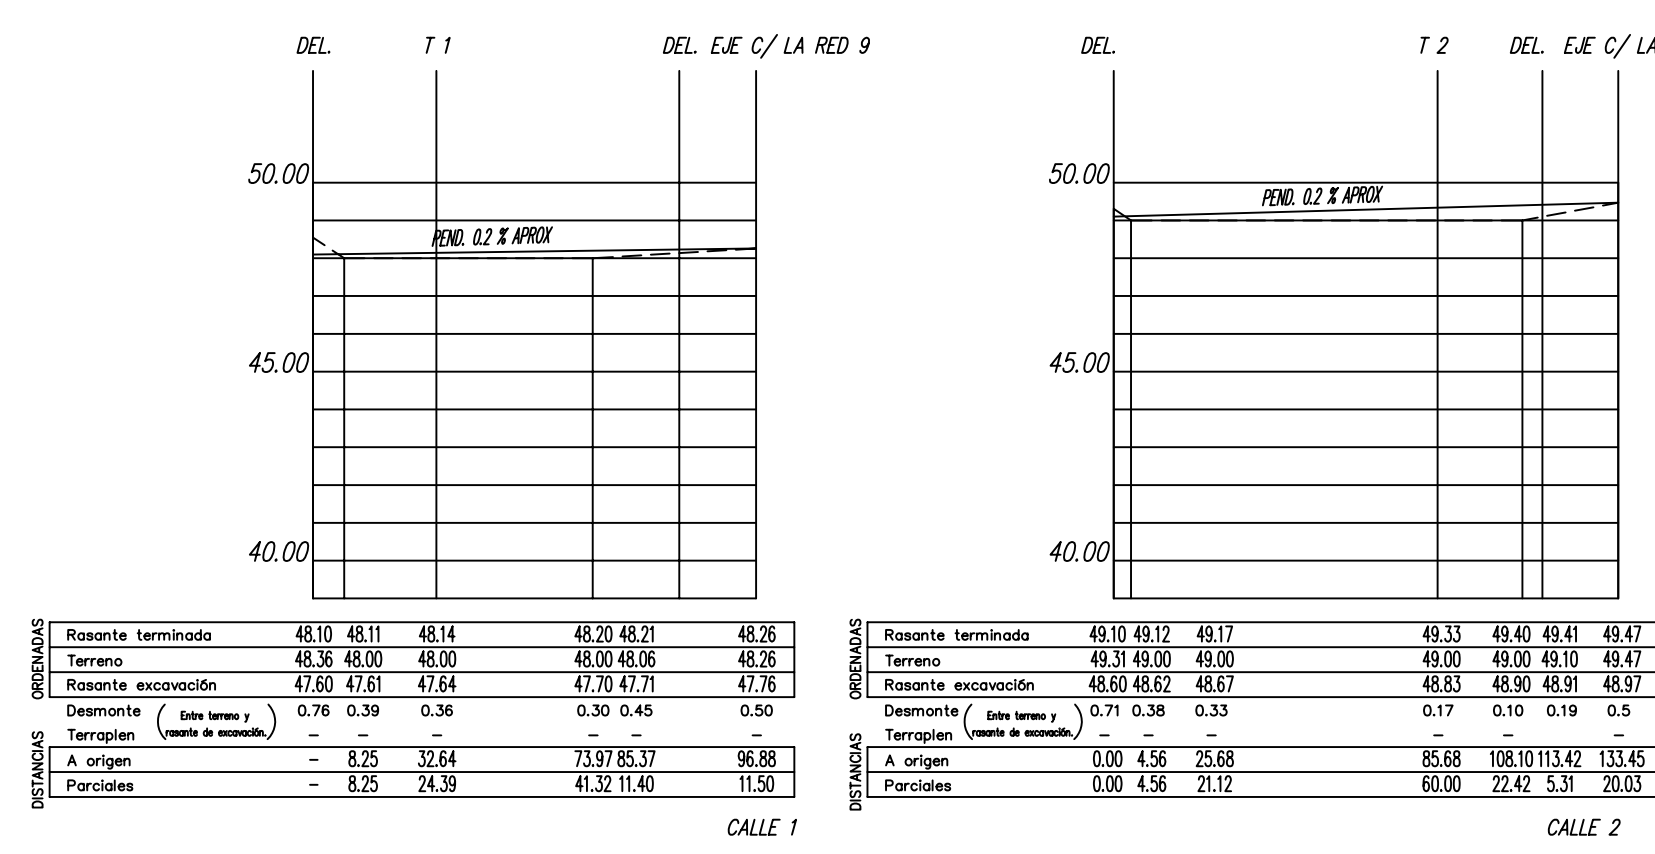 DEL. T 1 DEL. EJE C/ LA RED 9
50.00
PEND. 0.2 % APROX
45.00
40.00
ORDENADAS
Rasante terminada 48.10 48.11 48.14 48.20 48.21 48.26
Terreno 48.36 48.00 48.00 48.00 48.06 48.26
Rasante excavación 47.60 47.61 47.64 47.70 47.71 47.76
Desmonte 0.76 0.39 0.36 0.30 0.45 0.50
Terraplen – – – – – –
(Entre terreno y
rasante de excavación.)
DISTANCIAS
A origen – 8.25 32.64 73.97 85.37 96.88
Parciales – 8.25 24.39 41.32 11.40 11.50
CALLE 1
DEL. T 2 DEL. EJE C/ LA
50.00
PEND. 0.2 % APROX
45.00
40.00
ORDENADAS
Rasante terminada 49.10 49.12 49.17 49.33 49.40 49.41 49.47
Terreno 49.31 49.00 49.00 49.00 49.00 49.10 49.47
Rasante excavación 48.60 48.62 48.67 48.83 48.90 48.91 48.97
Desmonte 0.71 0.38 0.33 0.17 0.10 0.19 0.5
Terraplen – – – – – –
(Entre terreno y
rasante de excavación.)
DISTANCIAS
A origen 0.00 4.56 25.68 85.68 108.10 113.42 133.45
Parciales 0.00 4.56 21.12 60.00 22.42 5.31 20.03
CALLE 2